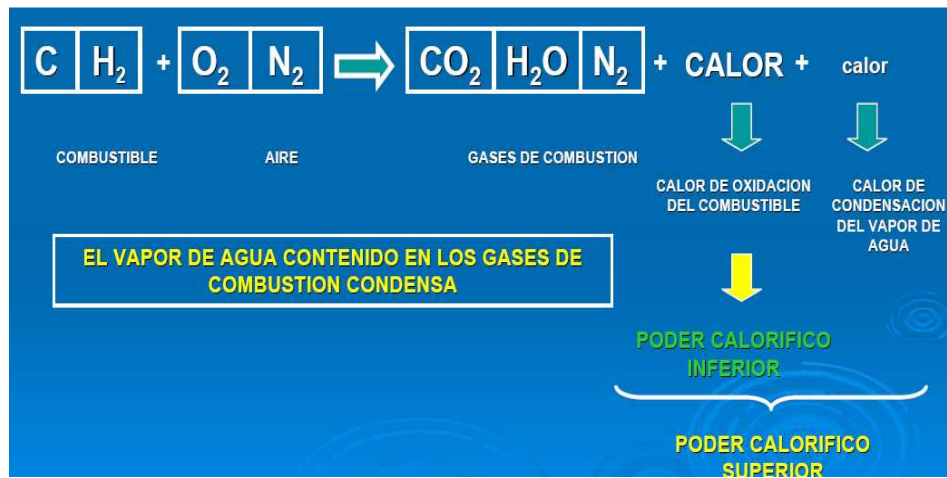 C H₂ + O₂ N₂ CO₂ H₂O N₂ + CALOR + calor
COMBUSTIBLE
AIRE
GASES DE COMBUSTION
CALOR DE OXIDACION
DEL COMBUSTIBLE
CALOR DE
CONDENSACION
DEL VAPOR DE
AGUA
EL VAPOR DE AGUA CONTENIDO EN LOS GASES DE
COMBUSTION CONDENSA
PODER CALORIFICO
INFERIOR
PODER CALORIFICO
SUPERIOR